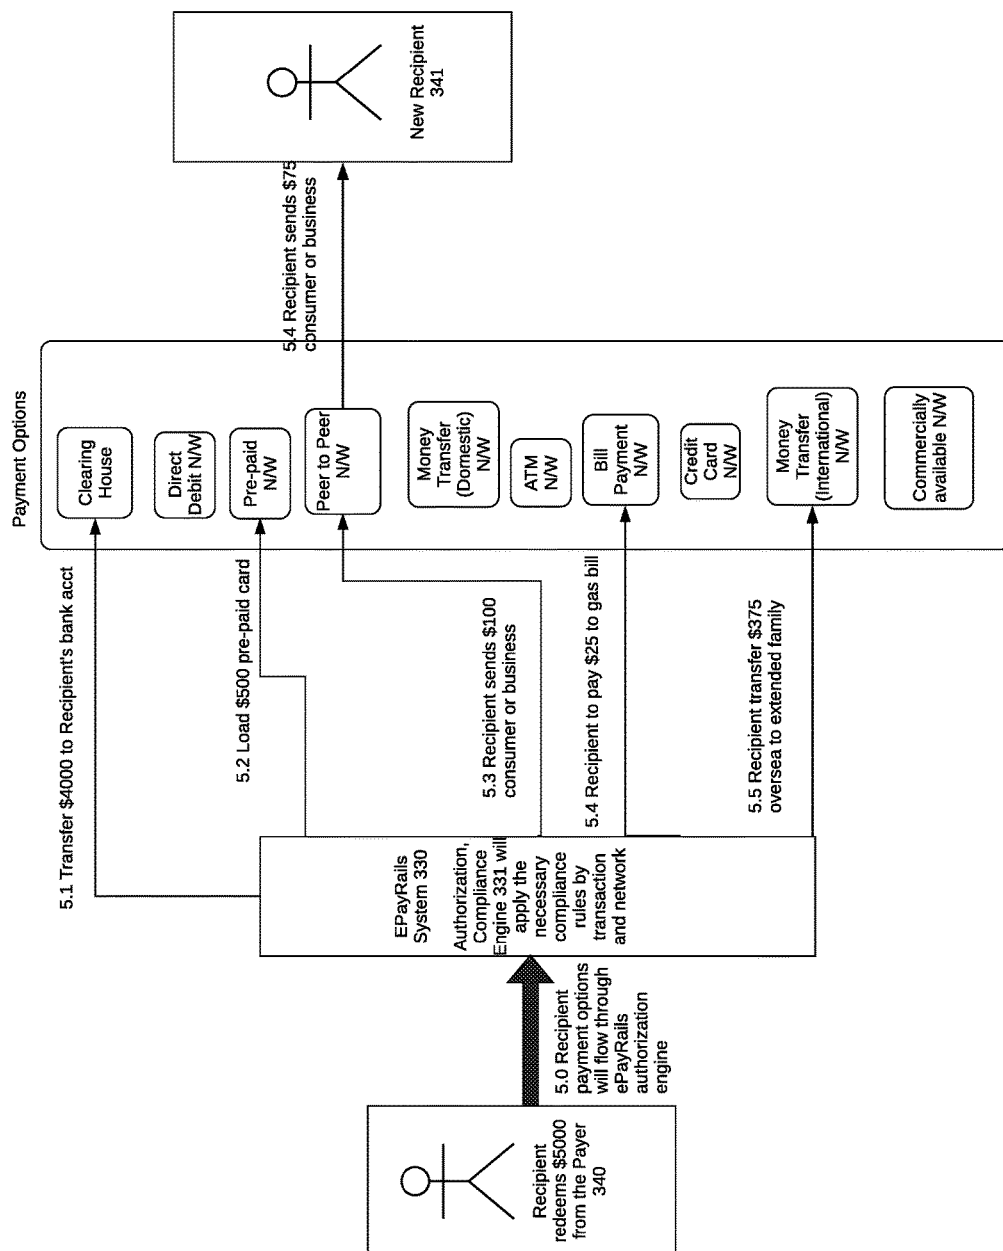 Recipient
redeems $5000
from the Payer
340
5.0 Recipient
payment options
will flow through
ePayRails
authorization
engine
EPayRails
System 330
Authorization,
Compliance
Engine 331 will
apply the
necessary
compliance
rules by
transaction
and network
5.1 Transfer $4000 to Recipient's bank acct
5.2 Load $500 pre-paid card
5.3 Recipient sends $100
consumer or business
5.4 Recipient to pay $25 to gas bill
5.5 Recipient transfer $375
oversea to extended family
Payment Options
Clearing
House
Direct
Debit N/W
Pre-paid
N/W
Peer to Peer
N/W
Money
Transfer
(Domestic)
N/W
ATM
N/W
Bill
Payment
N/W
Credit
Card
N/W
Money
Transfer
(International)
N/W
Commercially
available N/W
5.4 Recipient sends $75
consumer or business
New Recipient
341